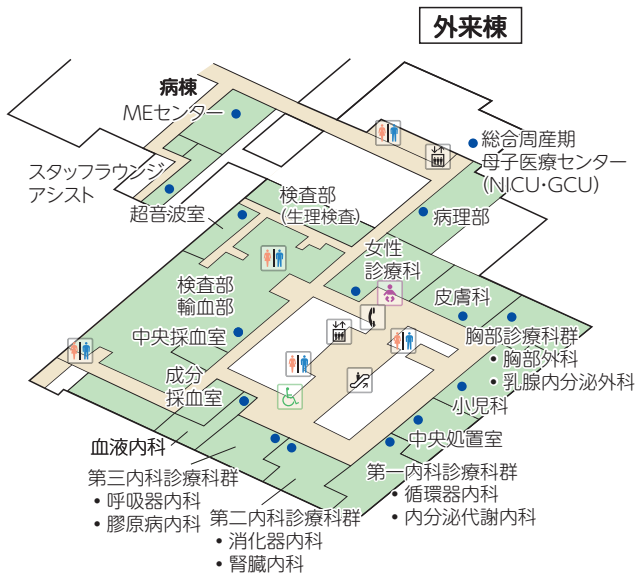 外来棟
病棟
MEセンター
総合周産期
母子医療センター
(NICU・GCU)
スタッフラウンジ
アシスト
超音波室
検査部
(生理検査)
病理部
女性
診療科
検査部
輸血部
皮膚科
中央採血室
胸部診療科群
・胸部外科
・乳腺内分泌外科
成分
採血室
小児科
中央処置室
血液内科
第三内科診療科群
・呼吸器内科
・膠原病内科
第一内科診療科群
・循環器内科
・内分泌代謝内科
第二内科診療科群
・消化器内科
・腎臓内科